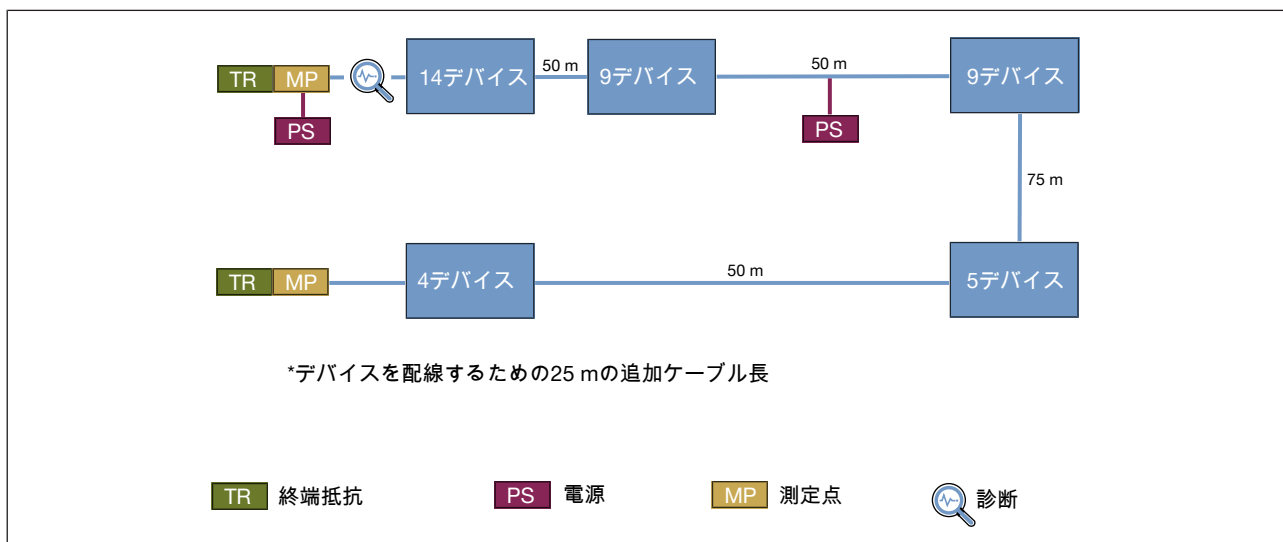 TR MP
14デバイス
50 m
9デバイス
50 m
9デバイス
PS
PS
75 m
TR MP
4デバイス
50 m
5デバイス
*デバイスを配線するための25 mの追加ケーブル長
TR 終端抵抗
PS 電源
MP 測定点
診断